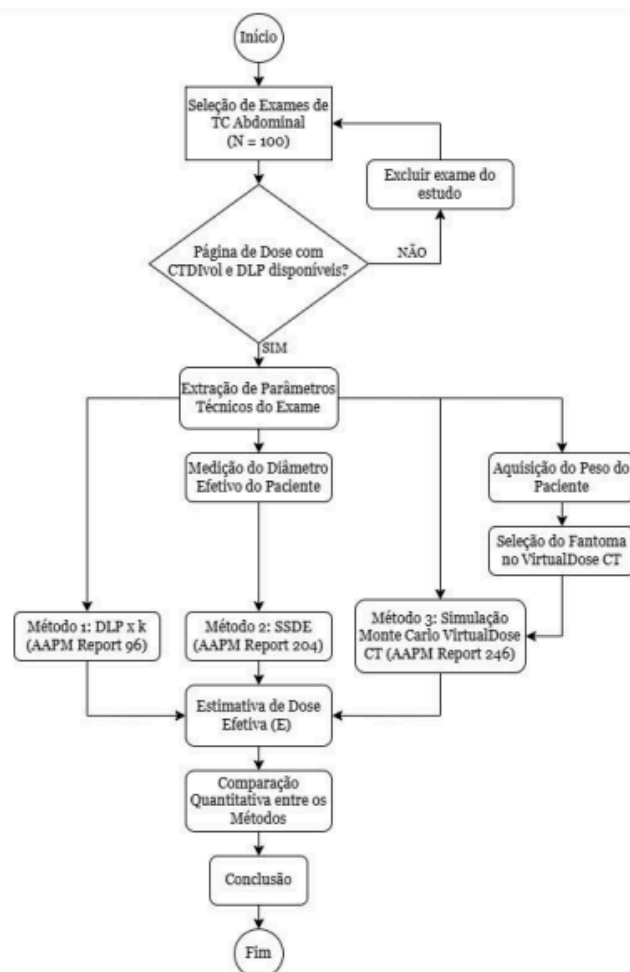 Início
Seleção de Exames de
TC Abdominal
(N = 100)
Excluir exame do
estudo
Página de Dose com
CTDIvol e DLP disponíveis?
NÃO
SIM
Extração de Parâmetros
Técnicos do Exame
Medição do Diâmetro
Efetivo do Paciente
Aquisição do Peso do
Paciente
Seleção do Fantoma
no VirtualDose CT
Método 1: DLP x k
(AAPM Report 96)
Método 2: SSDE
(AAPM Report 204)
Método 3: Simulação
Monte Carlo VirtualDose
CT (AAPM Report 246)
Estimativa de Dose
Efetiva (E)
Comparação
Quantitativa entre os
Métodos
Conclusão
Fim